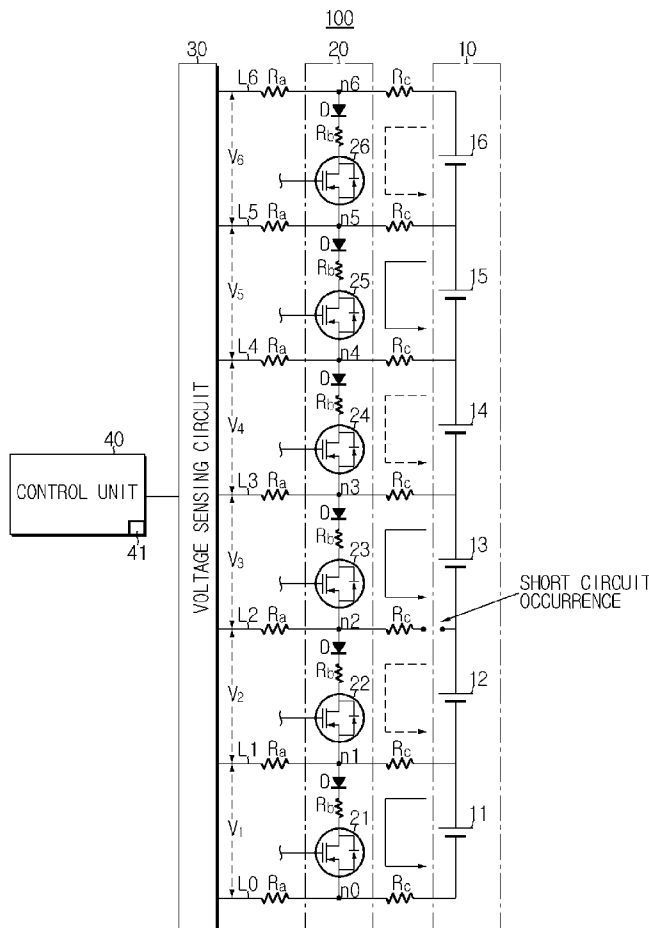 100
30
20
10
L6 Ra n6 Rc
D
Rb
26
16
V6
L5 Ra n5 Rc
D
Rb
25
15
V5
L4 Ra n4 Rc
D
Rb
24
14
V4
40
CONTROL UNIT
41
VOLTAGE SENSING CIRCUIT
L3 Ra n3 Rc
D
Rb
23
13
V3
SHORT CIRCUIT
OCCURRENCE
L2 Ra n2 Rc
D
Rb
22
12
V2
L1 Ra n1 Rc
D
Rb
21
11
V1
L0 Ra n0 Rc